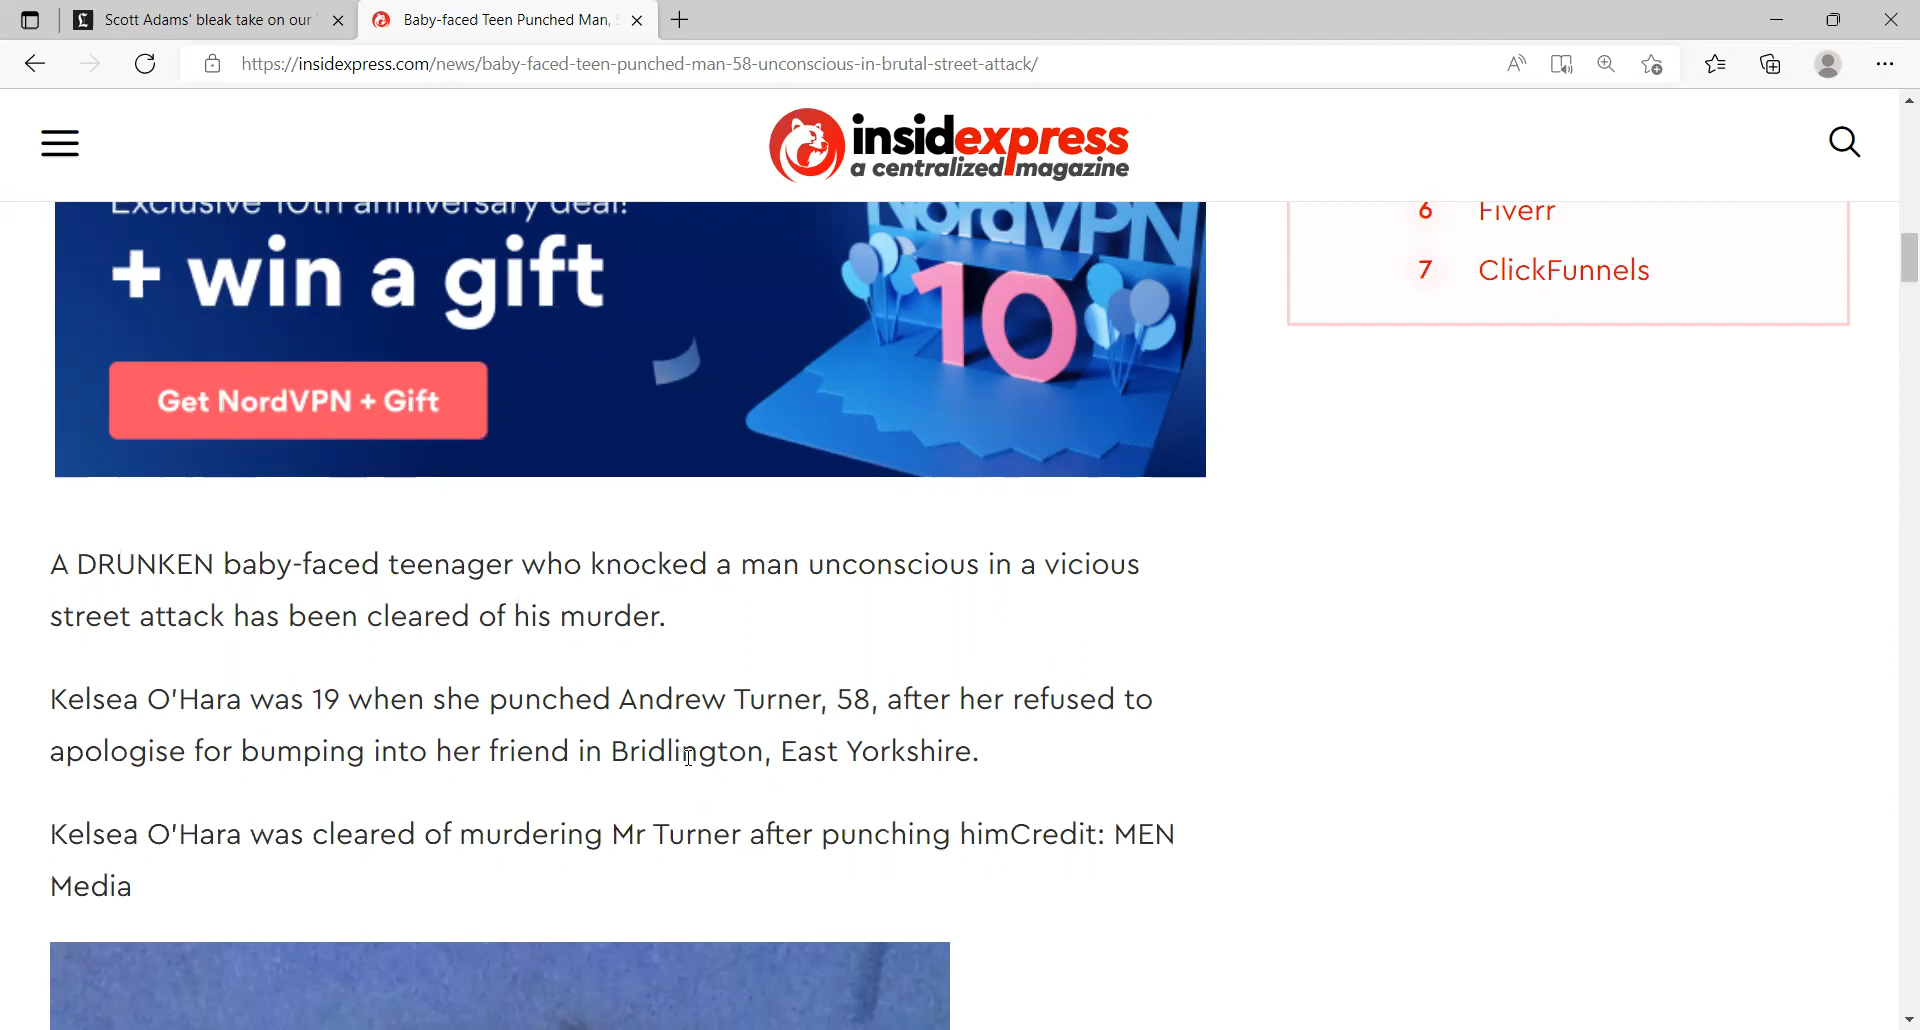 Scott Adams' bleak take on our
Baby-faced Teen Punched Man,
https://insidexpress.com/news/baby-faced-teen-punched-man-58-unconscious-in-brutal-street-attack/
insidexpress
a centralized magazine
Exclusive 10th anniversary deal!
+ win a gift
Get NordVPN + Gift
NordVPN
10
6 Fiverr
7 ClickFunnels
A DRUNKEN baby-faced teenager who knocked a man unconscious in a vicious
street attack has been cleared of his murder.
Kelsea O'Hara was 19 when she punched Andrew Turner, 58, after her refused to
apologise for bumping into her friend in Bridlington, East Yorkshire.
Kelsea O'Hara was cleared of murdering Mr Turner after punching himCredit: MEN
Media